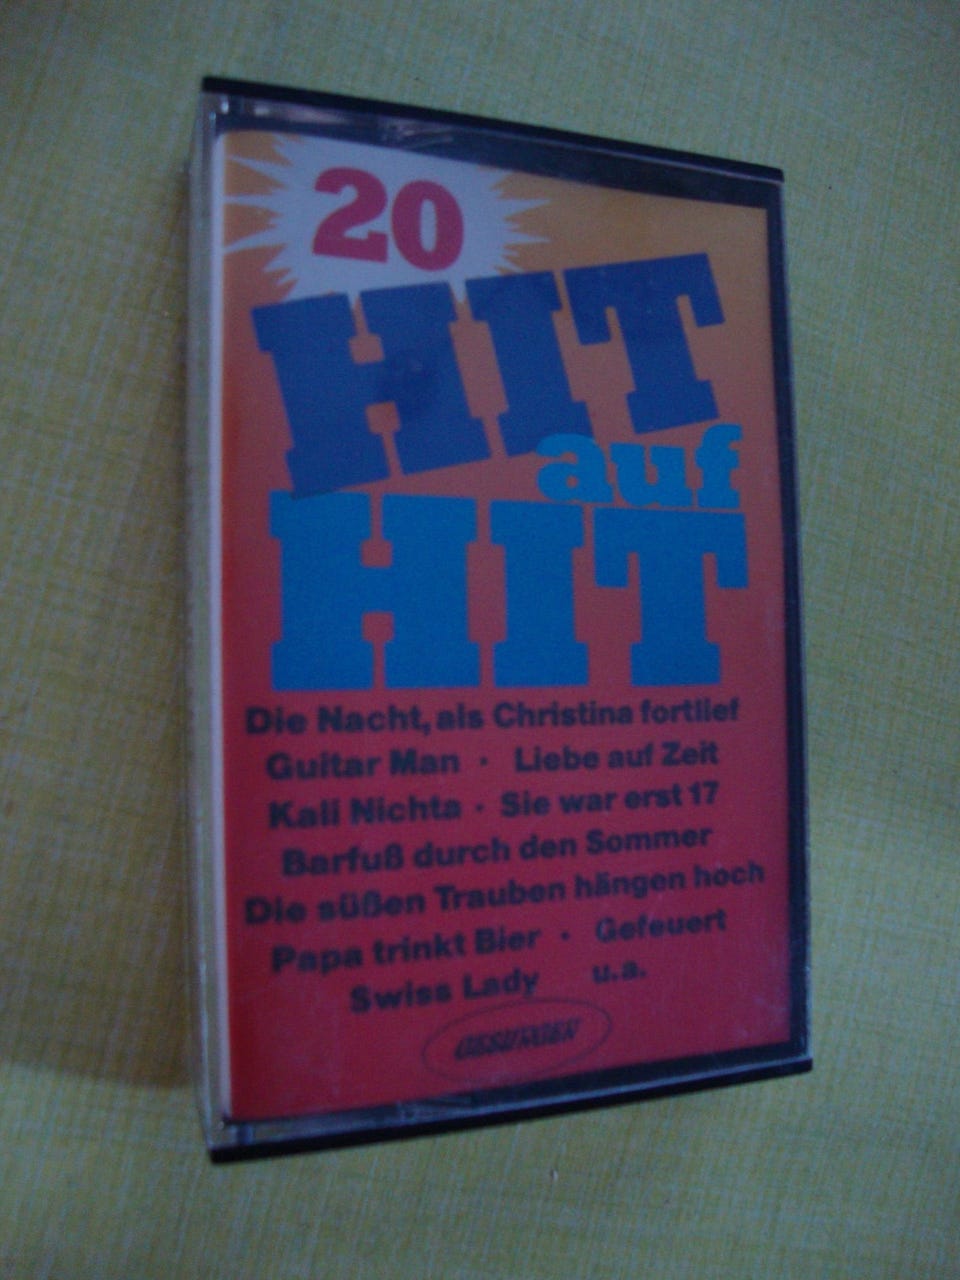 20
HIT
auf
HIT
Die Nacht, als Christina fortlief
Guitar Man · Liebe auf Zeit
Kali Nichta · Sie war erst 17
Barfuß durch den Sommer
Die süßen Trauben hängen hoch
Papa trinkt Bier · Gefeuert
Swiss Lady u.a.
GESUNGEN